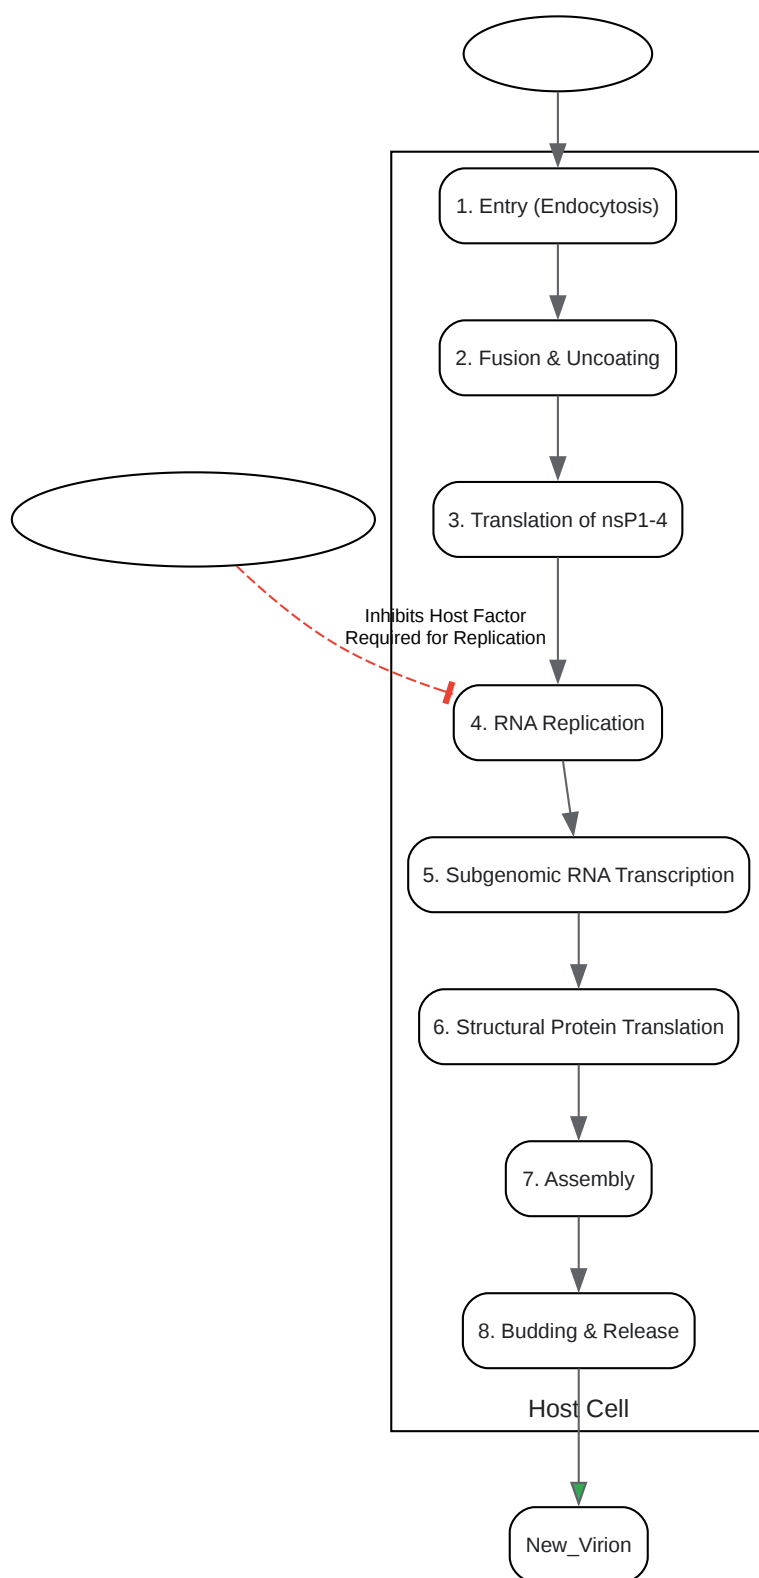 1. Entry (Endocytosis)
2. Fusion & Uncoating
3. Translation of nsP1-4
Inhibits Host Factor
Required for Replication
4. RNA Replication
5. Subgenomic RNA Transcription
6. Structural Protein Translation
7. Assembly
8. Budding & Release
Host Cell
New_Virion